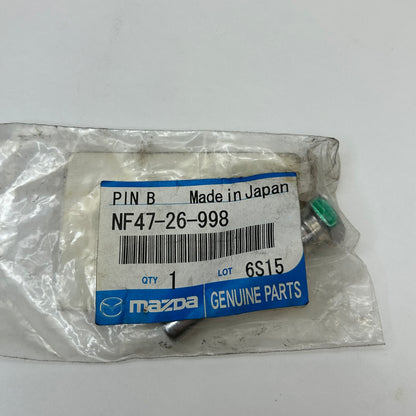 PIN B Made in Japan
NF47-26-998
QTY 1 LOT 6S15
mazda GENUINE PARTS